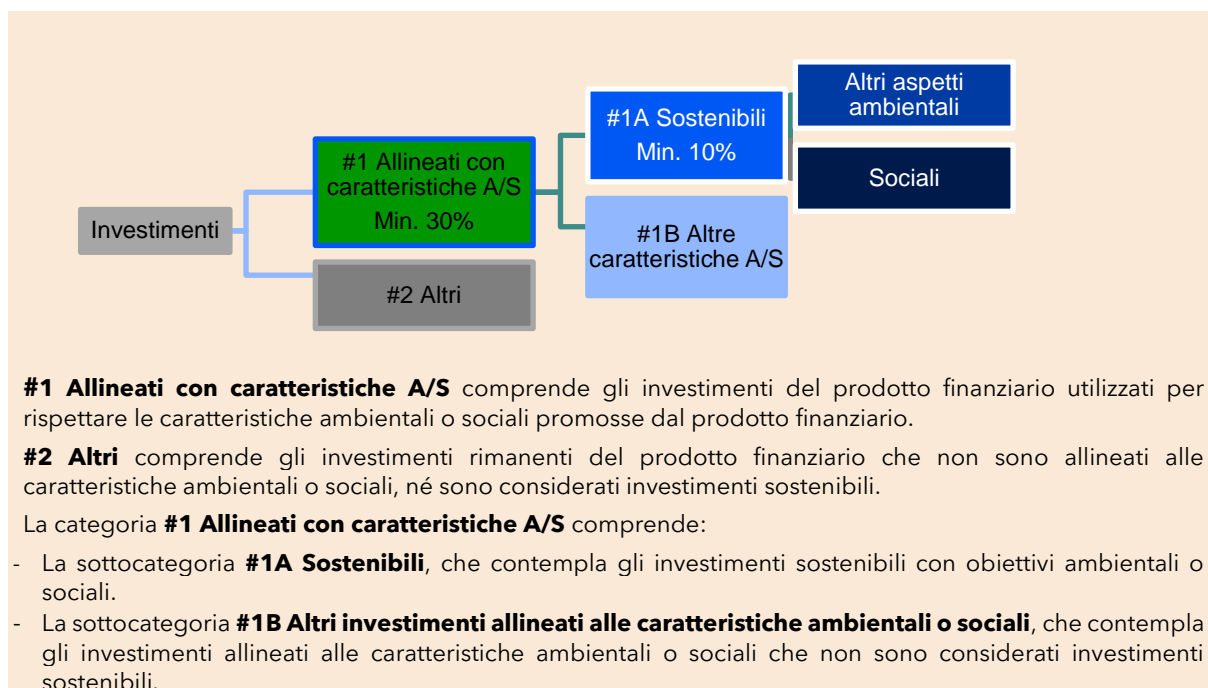 Investimenti
#1 Allineati con
caratteristiche A/S
Min. 30%
#2 Altri
#1A Sostenibili
Min. 10%
#1B Altre
caratteristiche A/S
Altri aspetti
ambientali
Sociali
#1 Allineati con caratteristiche A/S comprende gli investimenti del prodotto finanziario utilizzati per
rispettare le caratteristiche ambientali o sociali promosse dal prodotto finanziario.
#2 Altri comprende gli investimenti rimanenti del prodotto finanziario che non sono allineati alle
caratteristiche ambientali o sociali, né sono considerati investimenti sostenibili.
La categoria #1 Allineati con caratteristiche A/S comprende:
- La sottocategoria #1A Sostenibili, che contempla gli investimenti sostenibili con obiettivi ambientali o
sociali.
- La sottocategoria #1B Altri investimenti allineati alle caratteristiche ambientali o sociali, che contempla
gli investimenti allineati alle caratteristiche ambientali o sociali che non sono considerati investimenti
sostenibili.